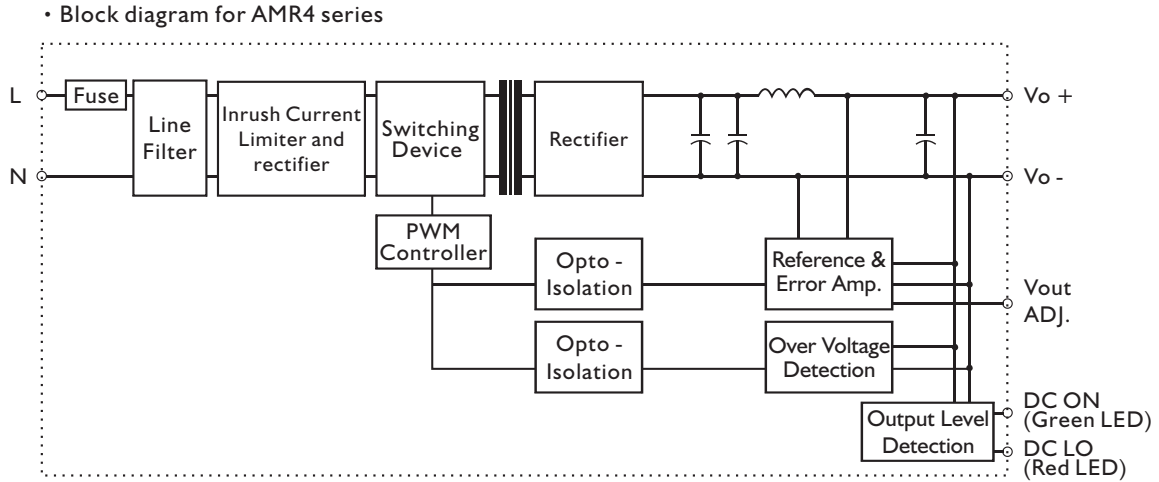 ・Block diagram for AMR4 series
L
Fuse
Line
Filter
Inrush Current
Limiter and
rectifier
Switching
Device
Rectifier
Vo +
N
Vo -
PWM
Controller
Opto -
Isolation
Reference &
Error Amp.
Vout
ADJ.
Opto -
Isolation
Over Voltage
Detection
Output Level
Detection
DC ON
(Green LED)
DC LO
(Red LED)